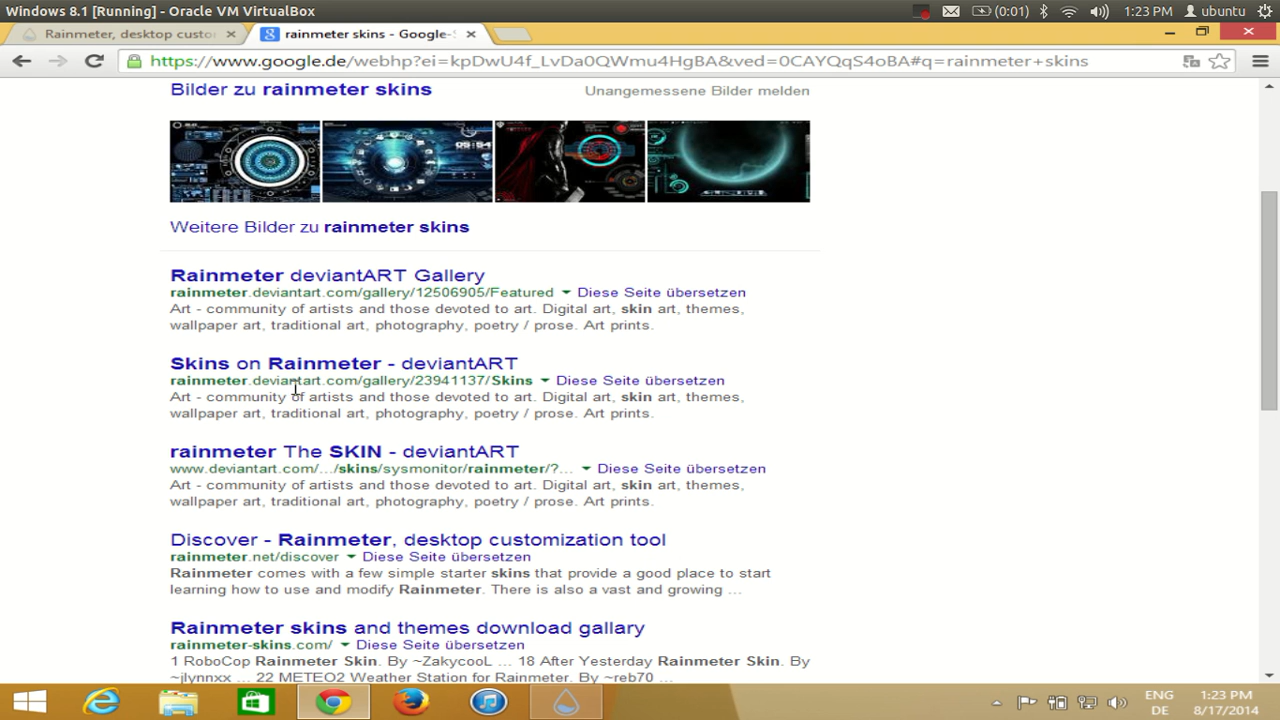 Windows 8.1 [Running] - Oracle VM VirtualBox
(0:01) 1:23 PM ubuntu
Rainmeter, desktop custo
rainmeter skins - Google-S
https://www.google.de/webhp?ei=kpDwU4f_LvDa0QWmu4HgBA&ved=0CAYQqS4oBA#q=rainmeter+skins
Bilder zu rainmeter skins
Unangemessene Bilder melden
05:54
Weitere Bilder zu rainmeter skins
Rainmeter deviantART Gallery
rainmeter.deviantart.com/gallery/12506905/Featured Diese Seite übersetzen
Art - community of artists and those devoted to art. Digital art, skin art, themes,
wallpaper art, traditional art, photography, poetry / prose. Art prints.
Skins on Rainmeter - deviantART
rainmeter.deviantart.com/gallery/23941137/Skins Diese Seite übersetzen
Art - community of artists and those devoted to art. Digital art, skin art, themes,
wallpaper art, traditional art, photography, poetry / prose. Art prints.
rainmeter The SKIN - deviantART
www.deviantart.com/.../skins/sysmonitor/rainmeter/?... Diese Seite übersetzen
Art - community of artists and those devoted to art. Digital art, skin art, themes,
wallpaper art, traditional art, photography, poetry / prose. Art prints.
Discover - Rainmeter, desktop customization tool
rainmeter.net/discover Diese Seite übersetzen
Rainmeter comes with a few simple starter skins that provide a good place to start
learning how to use and modify Rainmeter. There is also a vast and growing ...
Rainmeter skins and themes download gallary
rainmeter-skins.com/ Diese Seite übersetzen
1 RoboCop Rainmeter Skin. By ~ZakycooL ... 18 After Yesterday Rainmeter Skin. By
~jlynnxx ... 22 METEO2 Weather Station for Rainmeter. By ~reb70 ...
ENG
DE
1:23 PM
8/17/2014